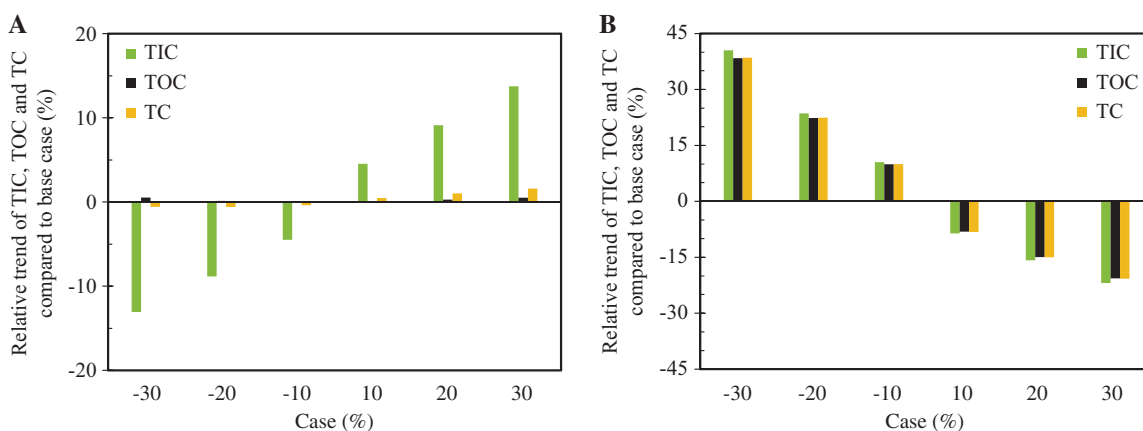 A
Relative trend of TIC, TOC and TC
compared to base case (%)
20
10
0
-10
-20
TIC
TOC
TC
-30 -20 -10 10 20 30
Case (%)
B
Relative trend of TIC, TOC and TC
compared to base case (%)
45
30
15
0
-15
-30
-45
TIC
TOC
TC
-30 -20 -10 10 20 30
Case (%)